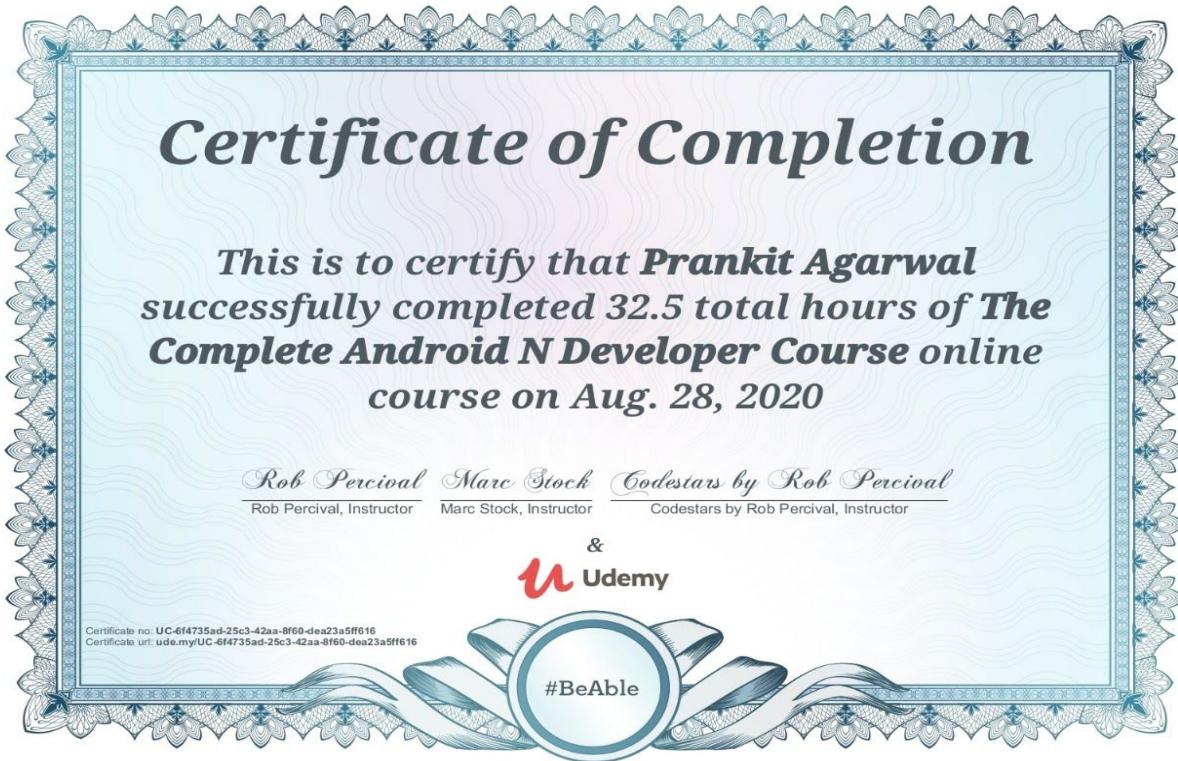 Certificate of Completion
This is to certify that Prankit Agarwal
successfully completed 32.5 total hours of The
Complete Android N Developer Course online
course on Aug. 28, 2020
Rob Percival Marc Stock Codestars by Rob Percival
Rob Percival, Instructor Marc Stock, Instructor Codestars by Rob Percival, Instructor
&
Udemy
Certificate no: UC-6f4735ad-25c3-42aa-8f60-dea23a5ff616
Certificate url: ude.my/UC-6f4735ad-25c3-42aa-8f60-dea23a5ff616
#BeAble